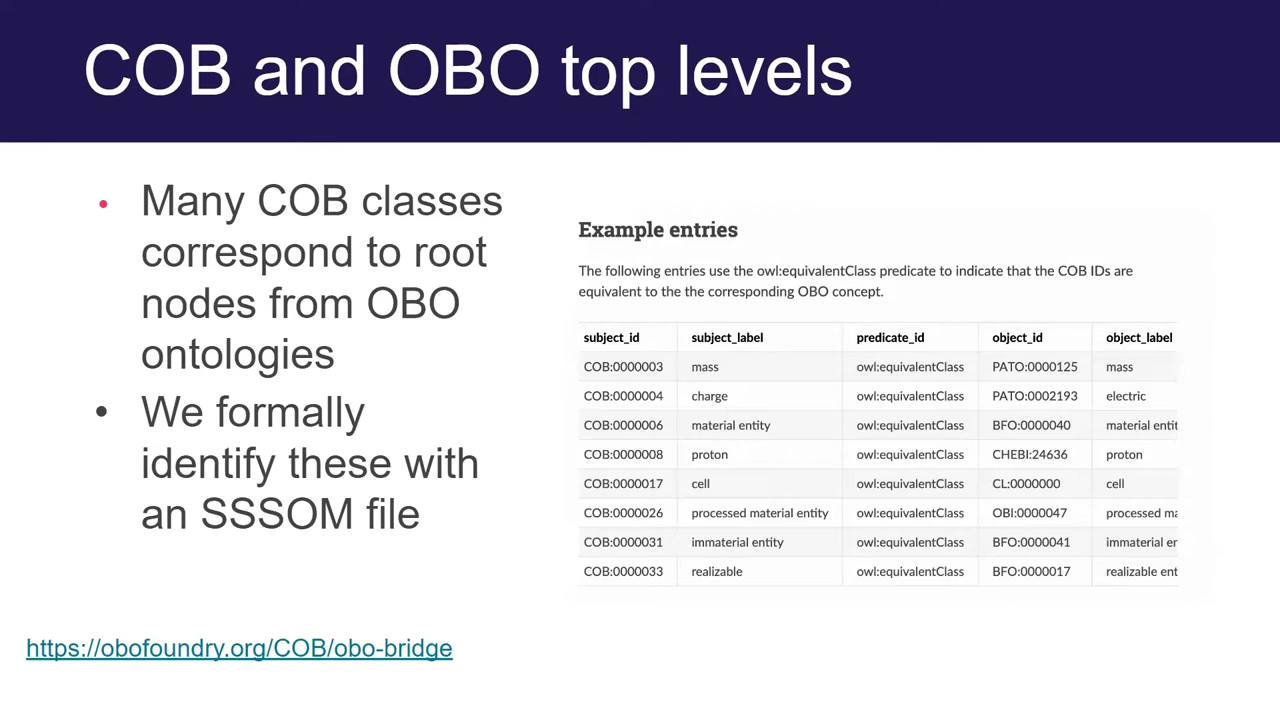 COB and OBO top levels
• Many COB classes
correspond to root
nodes from OBO
ontologies
• We formally
identify these with
an SSSOM file
https://obofoundry.org/COB/obo-bridge
Example entries
The following entries use the owl:equivalentClass predicate to indicate that the COB IDs are
equivalent to the the corresponding OBO concept.
subject_id subject_label predicate_id object_id object_label
COB:0000003 mass owl:equivalentClass PATO:0000125 mass
COB:0000004 charge owl:equivalentClass PATO:0002193 electric
COB:0000006 material entity owl:equivalentClass BFO:0000040 material entit
COB:0000008 proton owl:equivalentClass CHEBI:24636 proton
COB:0000017 cell owl:equivalentClass CL:0000000 cell
COB:0000026 processed material entity owl:equivalentClass OBI:0000047 processed ma
COB:0000031 immaterial entity owl:equivalentClass BFO:0000041 immaterial er
COB:0000033 realizable owl:equivalentClass BFO:0000017 realizable ent